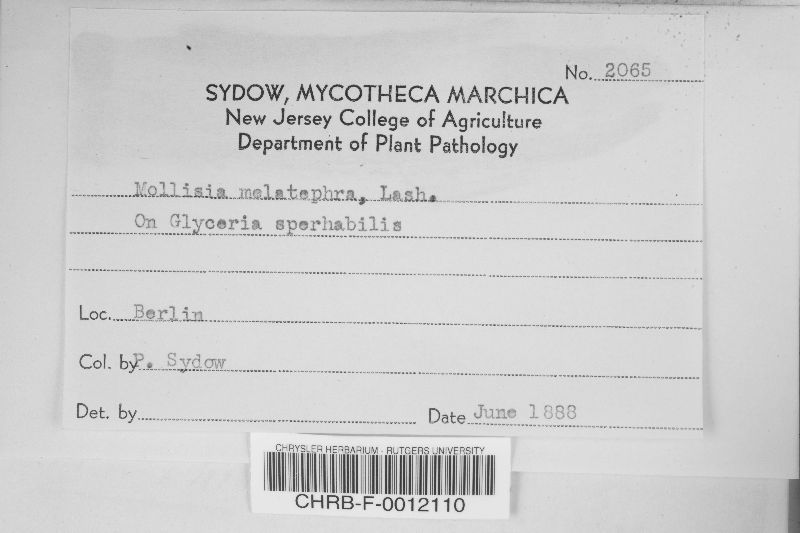 No. 2065
SYDOW, MYCOTHECA MARCHICA
New Jersey College of Agriculture
Department of Plant Pathology
Mollisia melatephra, Lash.
On Glyceria sperhabilis
Loc. Berlin
Col. by P. Sydow
Det. by
Date June 1888
CHRYSLER HERBARIUM - RUTGERS UNIVERSITY
CHRB-F-0012110